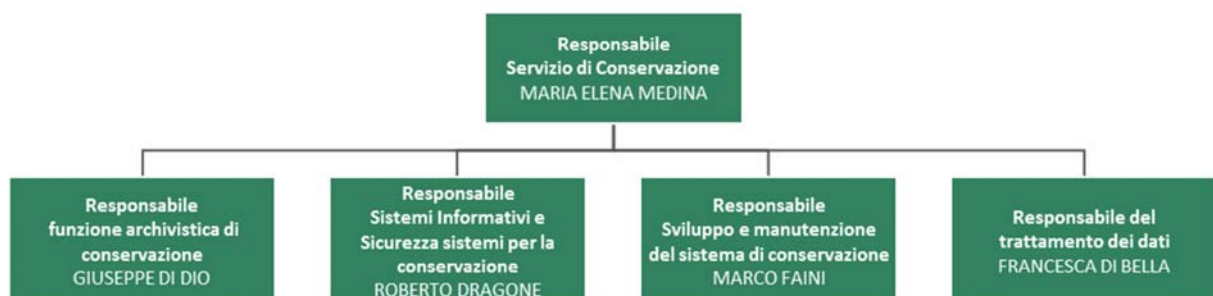 Responsabile
Servizio di Conservazione
MARIA ELENA MEDINA
Responsabile
funzione archivistica di
conservazione
GIUSEPPE DI DIO
Responsabile
Sistemi Informativi e
Sicurezza sistemi per la
conservazione
ROBERTO DRAGONE
Responsabile
Sviluppo e manutenzione
del sistema di conservazione
MARCO FAINI
Responsabile del
trattamento dei dati
FRANCESCA DI BELLA